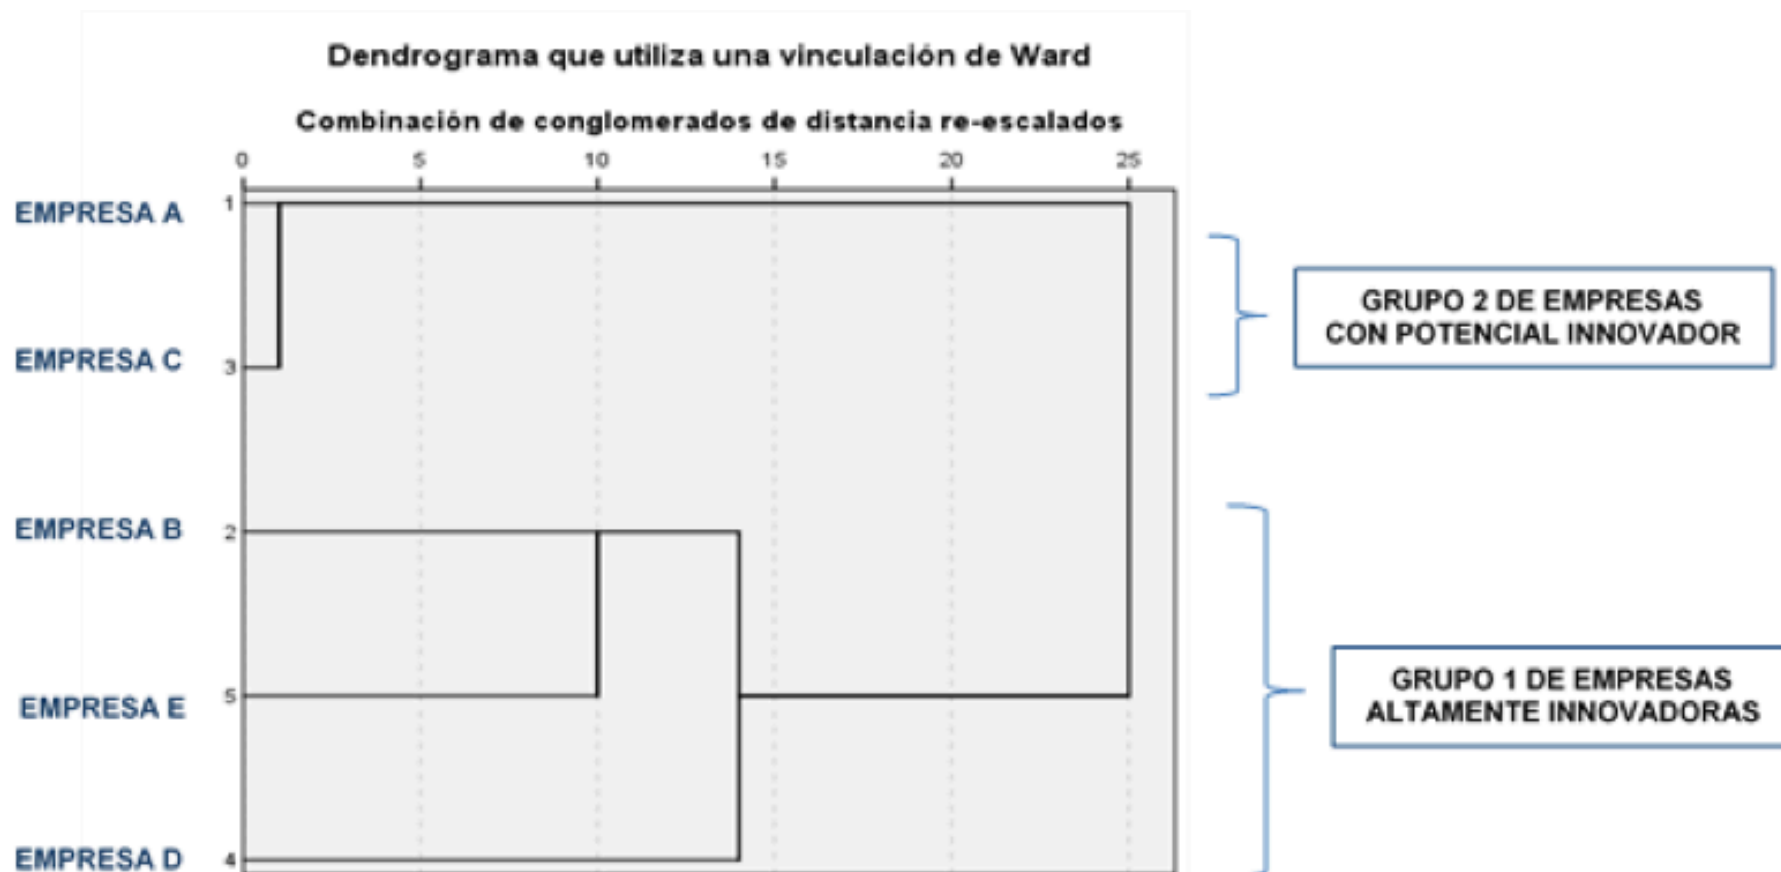 Dendrograma que utiliza una vinculación de Ward
Combinación de conglomerados de distancia re-escalados
0 5 10 15 20 25
EMPRESA A 1
EMPRESA C 3
EMPRESA B 2
EMPRESA E 5
EMPRESA D 4
GRUPO 2 DE EMPRESAS
CON POTENCIAL INNOVADOR
GRUPO 1 DE EMPRESAS
ALTAMENTE INNOVADORAS